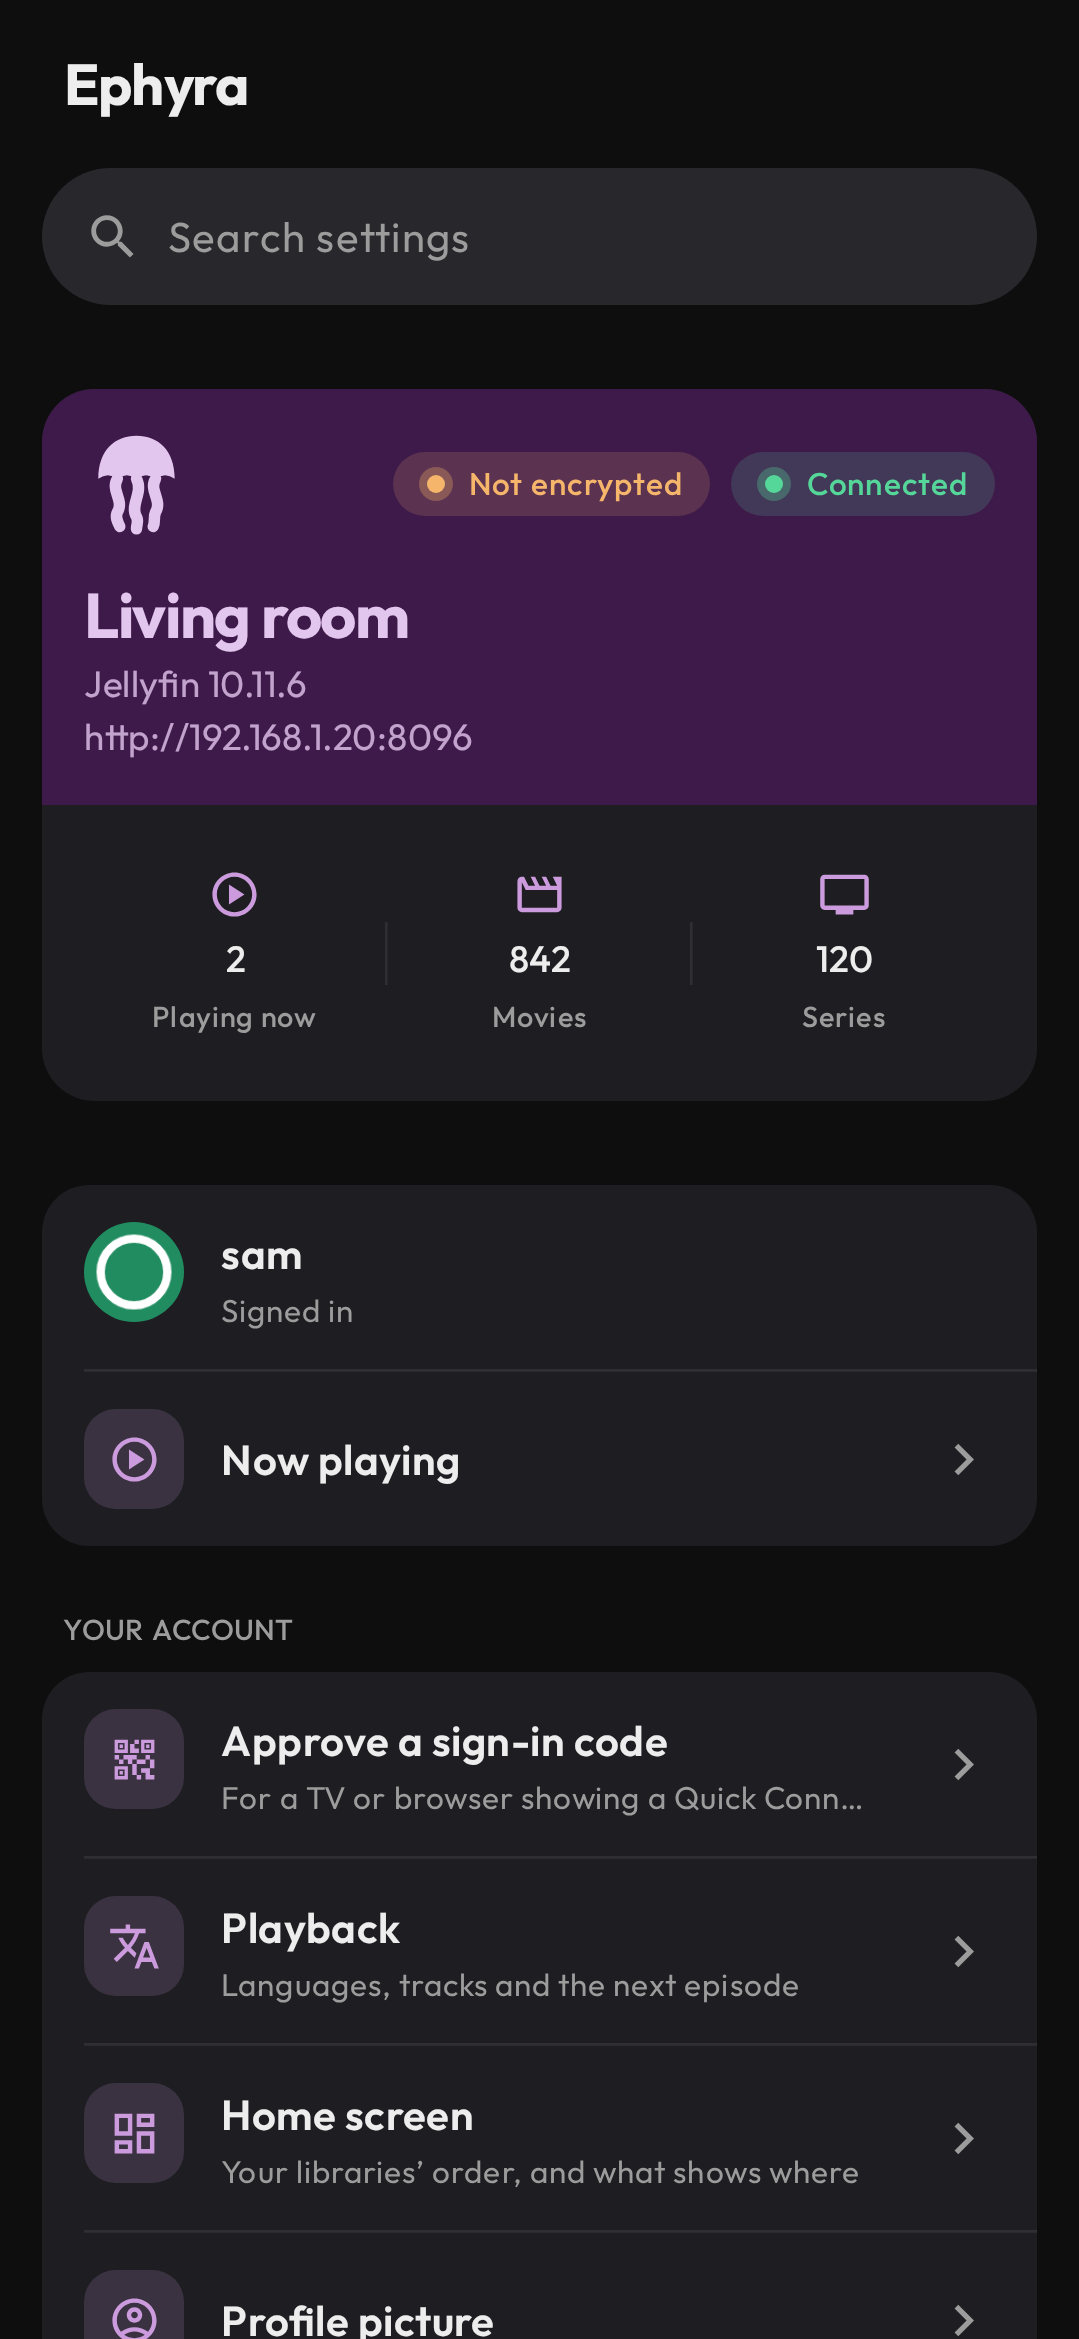 Ephyra
Search settings
Not encrypted
Connected
Living room
Jellyfin 10.11.6
http://192.168.1.20:8096
2
842
120
Playing now
Movies
Series
sam
Signed in
Now playing
YOUR ACCOUNT
Approve a sign-in code
For a TV or browser showing a Quick Conn…
Playback
Languages, tracks and the next episode
Home screen
Your libraries’ order, and what shows where
Profile picture